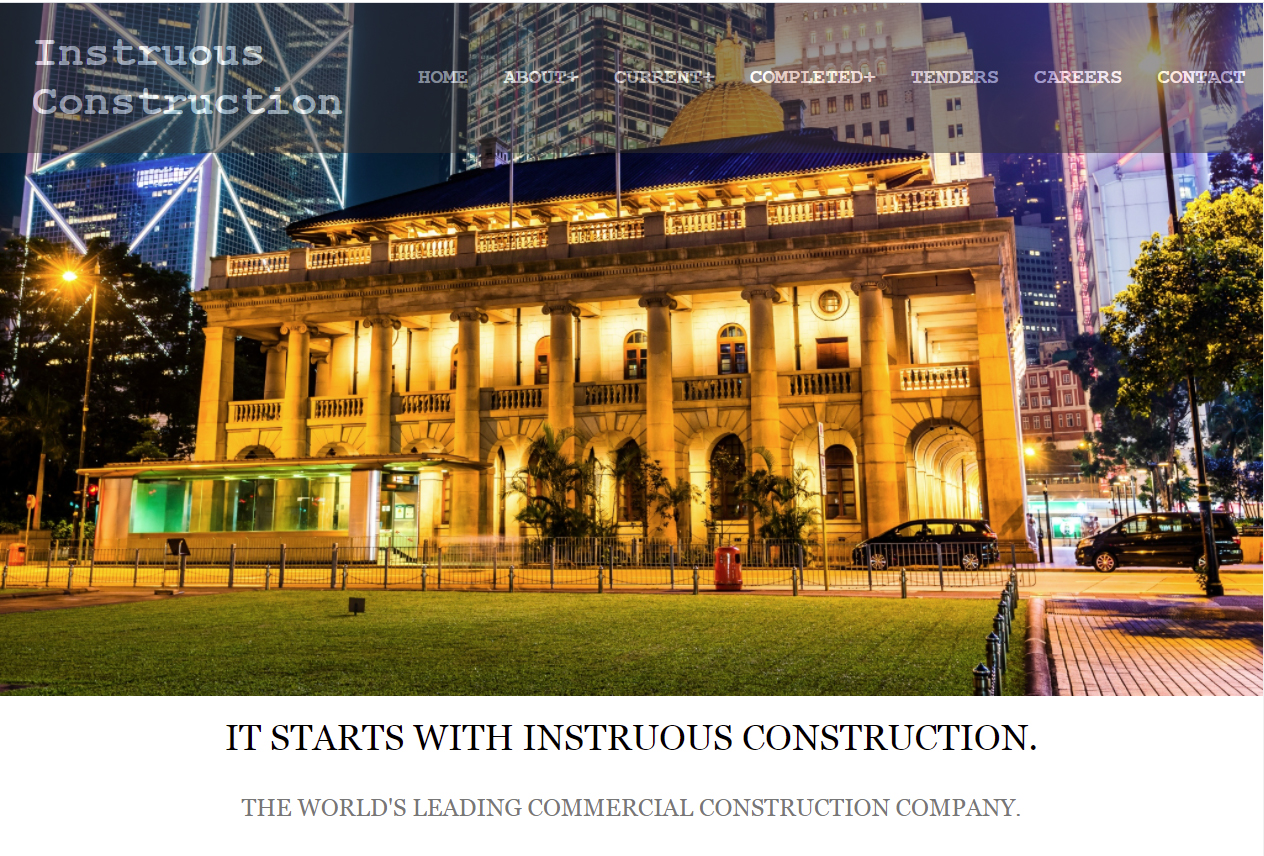 Instruous
Construction
HOME ABOUT+ CURRENT+ COMPLETED+ TENDERS CAREERS CONTACT
IT STARTS WITH INSTRUOUS CONSTRUCTION.
THE WORLD'S LEADING COMMERCIAL CONSTRUCTION COMPANY.